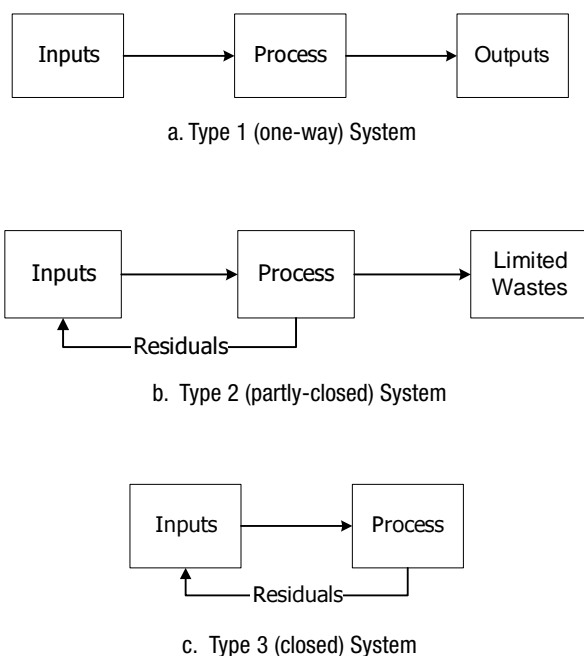 Inputs
Process
Outputs
a. Type 1 (one-way) System
Inputs
Process
Limited
Wastes
Residuals
b. Type 2 (partly-closed) System
Inputs
Process
Residuals
c. Type 3 (closed) System